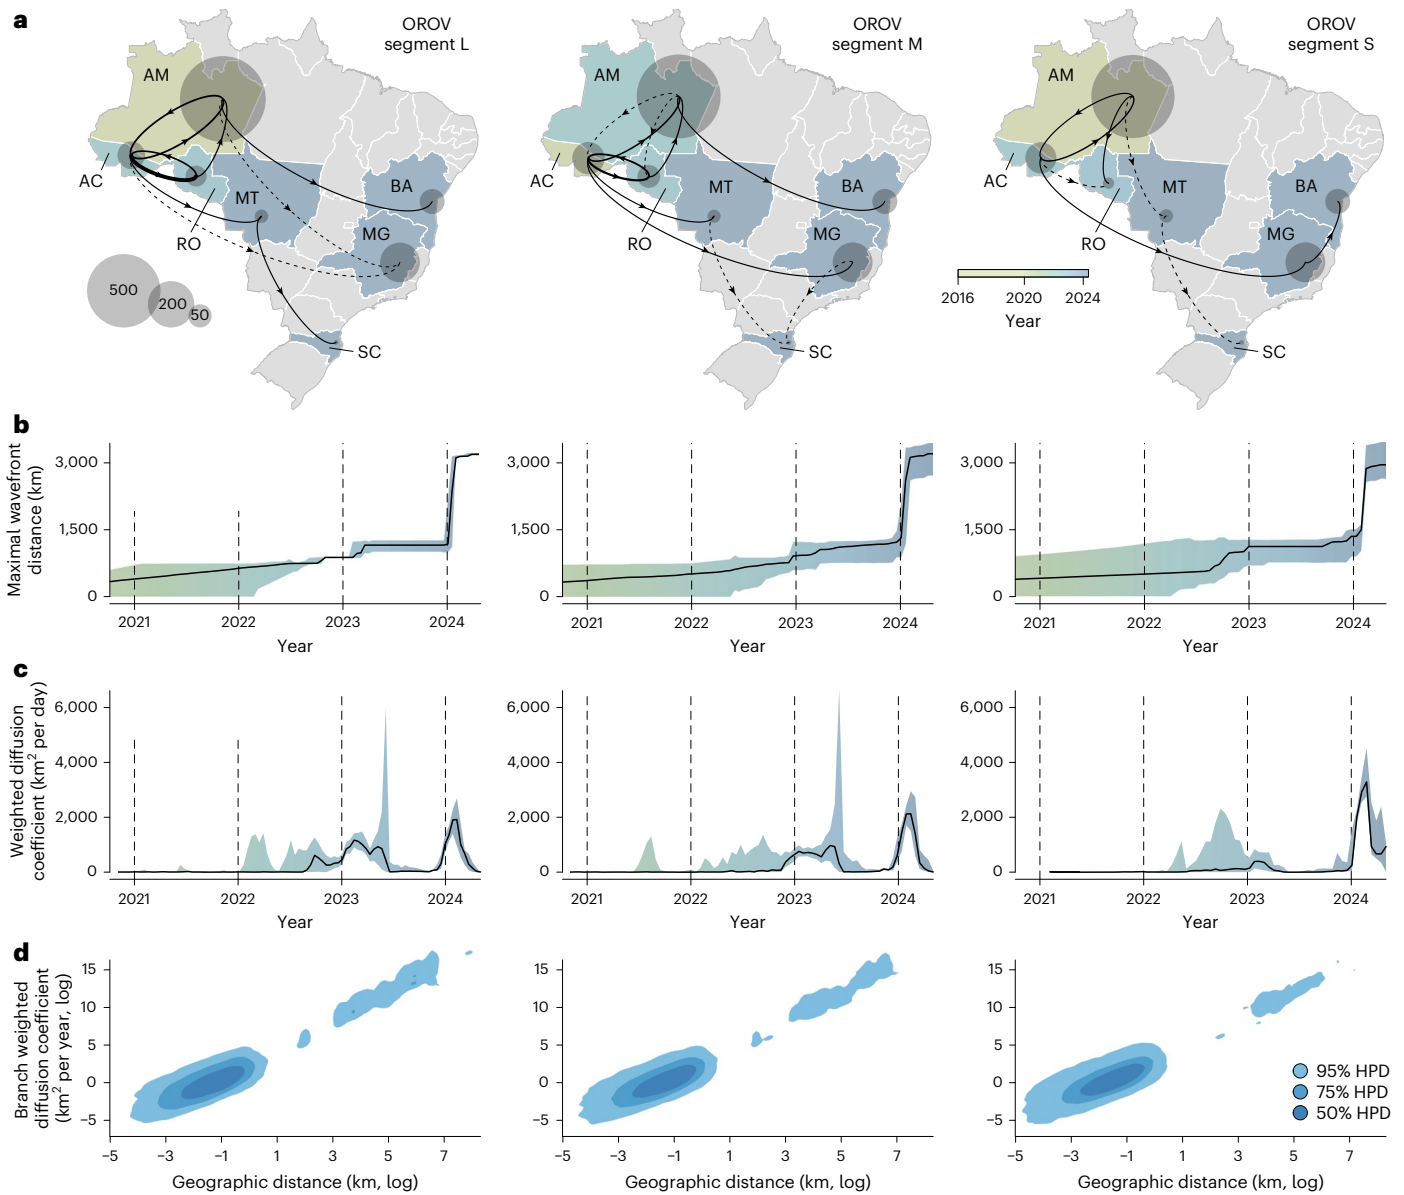 a
OROV
segment L
AM
AC
RO
MT
BA
MG
SC
500
200
50
OROV
segment M
AM
AC
RO
MT
BA
MG
SC
OROV
segment S
AM
AC
RO
MT
BA
MG
SC
2016
2020
2024
Year
b
Maximal wavefront
distance (km)
3,000
1,500
0
2021
2022
2023
2024
Year
3,000
1,500
0
2021
2022
2023
2024
Year
3,000
1,500
0
2021
2022
2023
2024
Year
c
Weighted diffusion
coefficient (km² per day)
6,000
4,000
2,000
0
2021
2022
2023
2024
Year
6,000
4,000
2,000
0
2021
2022
2023
2024
Year
6,000
4,000
2,000
0
2021
2022
2023
2024
Year
d
Branch weighted
diffusion coefficient
(km² per year, log)
15
10
5
0
−5
−5
−3
−1
1
3
5
7
Geographic distance (km, log)
15
10
5
0
−5
−5
−3
−1
1
3
5
7
Geographic distance (km, log)
15
10
5
0
−5
−5
−3
−1
1
3
5
7
Geographic distance (km, log)
95% HPD
75% HPD
50% HPD